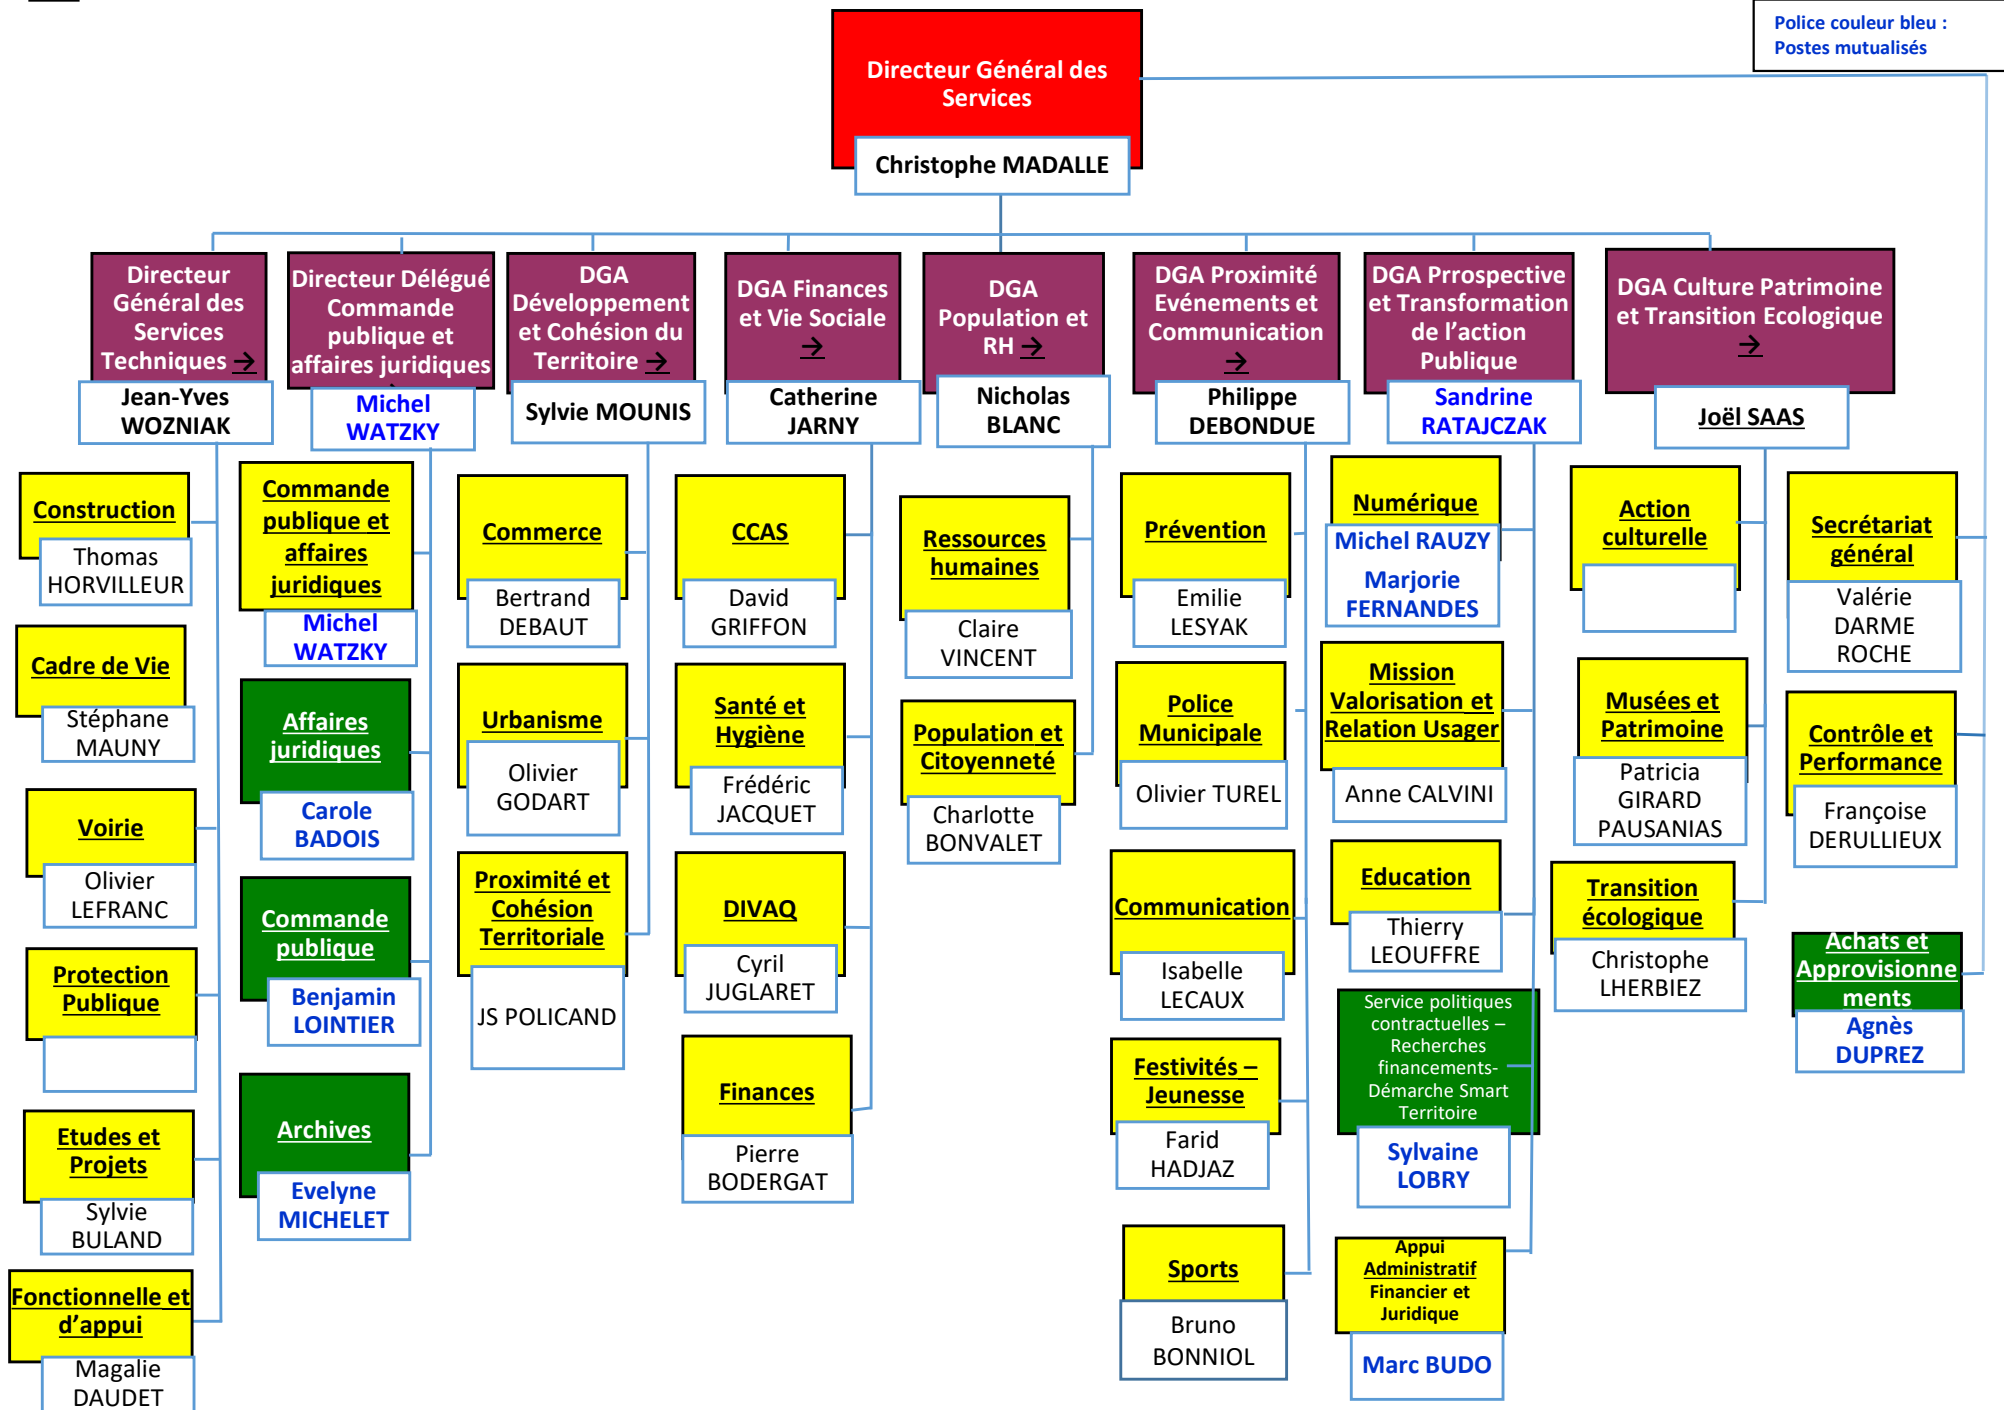 Police couleur bleu :
Postes mutualisés
Directeur Général des
Services
Christophe MADALLE
Directeur
Général des
Services
Techniques →
Jean-Yves
WOZNIAK
Construction
Thomas
HORVILLEUR
Cadre de Vie
Stéphane
MAUNY
Voirie
Olivier
LEFRANC
Protection
Publique
Etudes et
Projets
Sylvie
BULAND
Fonctionnelle et
d'appui
Magalie
DAUDET
Directeur Délégué
Commande
publique et
affaires juridiques
Michel
WATZKY
Commande
publique et
affaires
juridiques
Michel
WATZKY
Affaires
juridiques
Carole
BADOIS
Commande
publique
Benjamin
LOINTIER
Archives
Evelyne
MICHELET
DGA
Développement
et Cohésion du
Territoire →
Sylvie MOUNIS
Commerce
Bertrand
DEBAUT
Urbanisme
Olivier
GODART
Proximité et
Cohésion
Territoriale
JS POLICAND
DGA Finances
et Vie Sociale
→
Catherine
JARNY
CCAS
David
GRIFFON
Santé et
Hygiène
Frédéric
JACQUET
DIVAQ
Cyril
JUGLARET
Finances
Pierre
BODERGAT
DGA
Population et
RH →
Nicholas
BLANC
Ressources
humaines
Claire
VINCENT
Population et
Citoyenneté
Charlotte
BONVALET
DGA Proximité
Evénements et
Communication
→
Philippe
DEBONDUE
Prévention
Emilie
LESYAK
Police
Municipale
Olivier TUREL
Communication
Isabelle
LECAUX
Festivités –
Jeunesse
Farid
HADJAZ
Sports
Bruno
BONNIOL
DGA Prrospective
et Transformation
de l'action
Publique
Sandrine
RATAJCZAK
Numérique
Michel RAUZY
Marjorie
FERNANDES
Mission
Valorisation et
Relation Usager
Anne CALVINI
Education
Thierry
LEOUFFRE
Service politiques
contractuelles –
Recherches
financements-
Démarche Smart
Territoire
Sylvaine
LOBRY
Appui
Administratif
Financier et
Juridique
Marc BUDO
DGA Culture Patrimoine
et Transition Ecologique
→
Joël SAAS
Action
culturelle
Musées et
Patrimoine
Patricia
GIRARD
PAUSANIAS
Transition
écologique
Christophe
LHERBIEZ
Secrétariat
général
Valérie
DARME
ROCHE
Contrôle et
Performance
Françoise
DERULLIEUX
Achats et
Approvisionne
ments
Agnès
DUPREZ